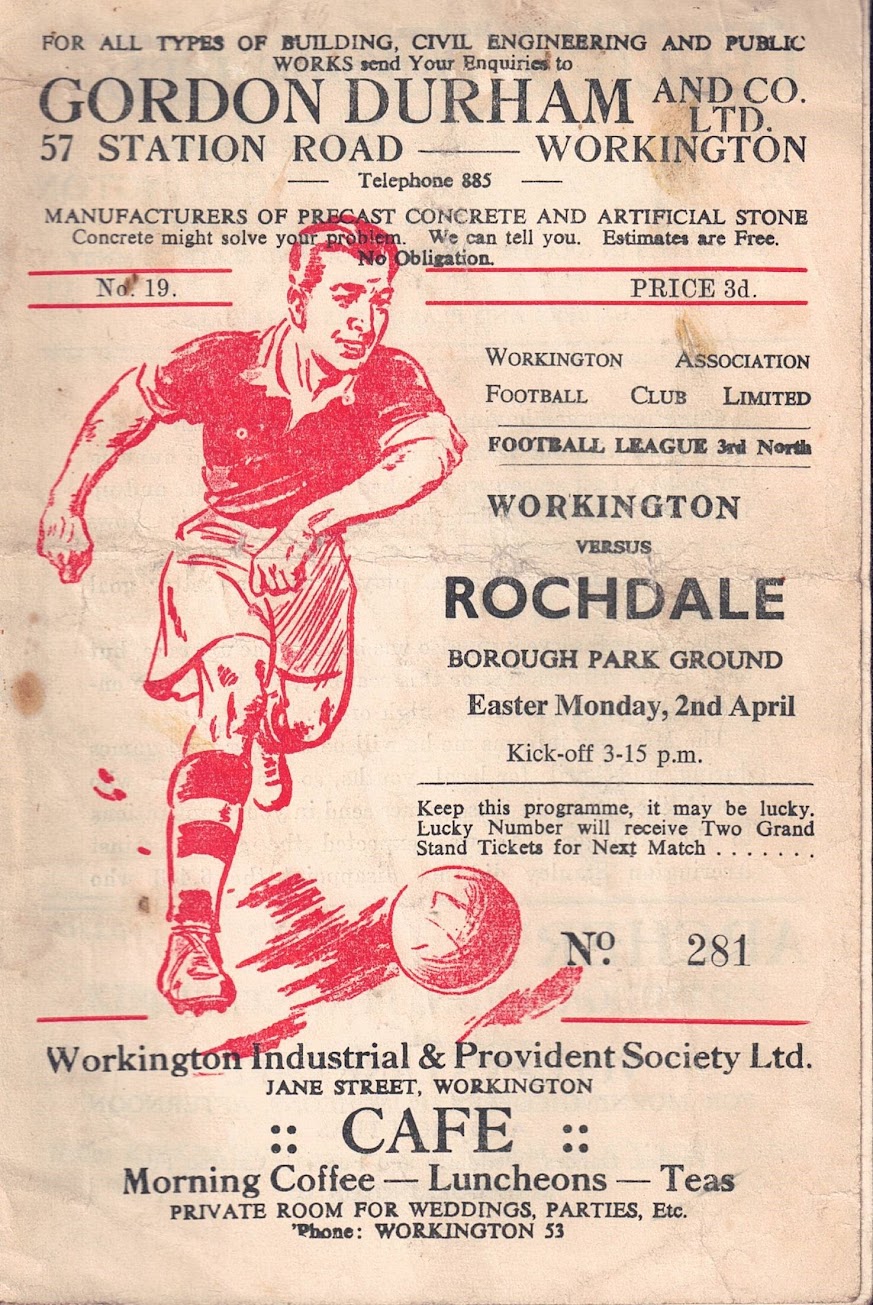 FOR ALL TYPES OF BUILDING, CIVIL ENGINEERING AND PUBLIC
WORKS send Your Enquiries to
GORDON DURHAM AND CO. LTD.
57 STATION ROAD —— WORKINGTON
—— Telephone 885 ——
MANUFACTURERS OF PRECAST CONCRETE AND ARTIFICIAL STONE
Concrete might solve your problem. We can tell you. Estimates are Free.
No Obligation.
No. 19.
PRICE 3d.
WORKINGTON ASSOCIATION
FOOTBALL CLUB LIMITED
FOOTBALL LEAGUE 3rd North
WORKINGTON
VERSUS
ROCHDALE
BOROUGH PARK GROUND
Easter Monday, 2nd April
Kick-off 3-15 p.m.
Keep this programme, it may be lucky.
Lucky Number will receive Two Grand
Stand Tickets for Next Match . . . . . . .
Nº 281
Workington Industrial & Provident Society Ltd.
JANE STREET, WORKINGTON
:: CAFE ::
Morning Coffee — Luncheons — Teas
PRIVATE ROOM FOR WEDDINGS, PARTIES, Etc.
'Phone: WORKINGTON 53